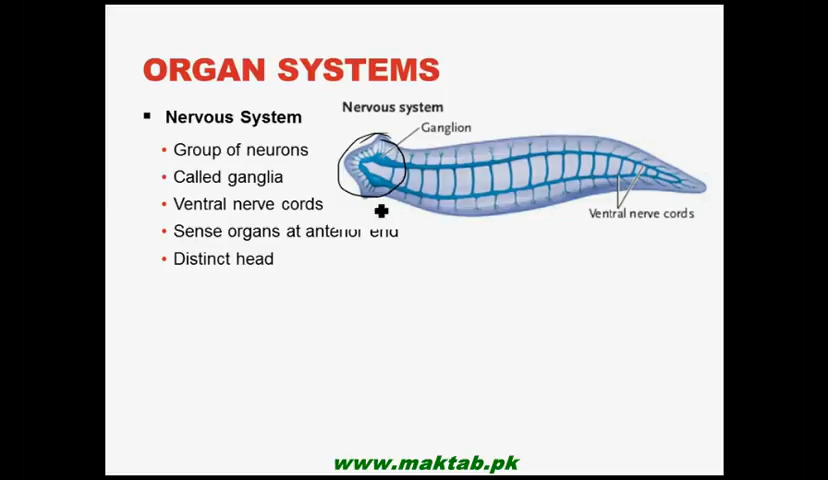 ORGAN SYSTEMS
▪ Nervous System
• Group of neurons
• Called ganglia
• Ventral nerve cords
• Sense organs at anterior end
• Distinct head
Nervous system
Ganglion
Ventral nerve cords
www.maktab.pk